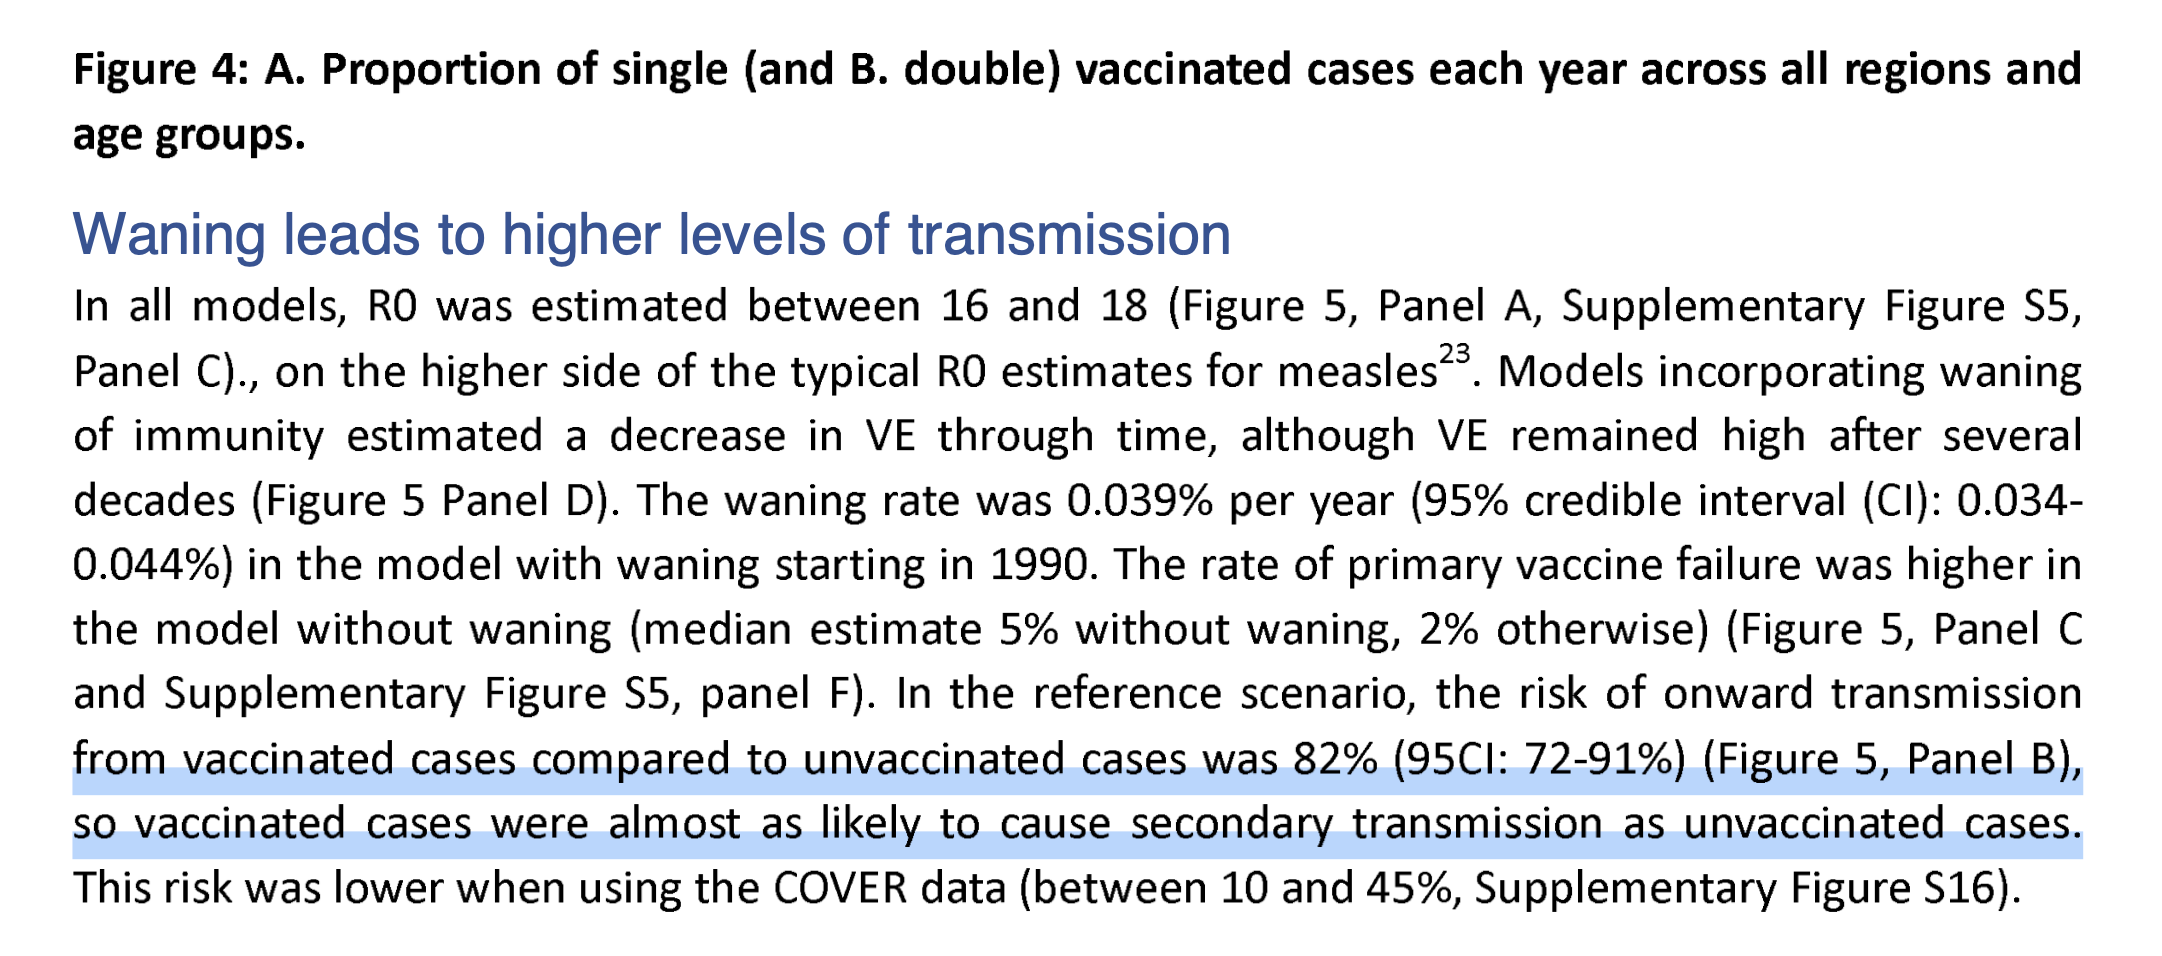 Figure 4: A. Proportion of single (and B. double) vaccinated cases each year across all regions and
age groups.
Waning leads to higher levels of transmission
In all models, R0 was estimated between 16 and 18 (Figure 5, Panel A, Supplementary Figure S5,
Panel C)., on the higher side of the typical R0 estimates for measles23. Models incorporating waning
of immunity estimated a decrease in VE through time, although VE remained high after several
decades (Figure 5 Panel D). The waning rate was 0.039% per year (95% credible interval (CI): 0.034-
0.044%) in the model with waning starting in 1990. The rate of primary vaccine failure was higher in
the model without waning (median estimate 5% without waning, 2% otherwise) (Figure 5, Panel C
and Supplementary Figure S5, panel F). In the reference scenario, the risk of onward transmission
from vaccinated cases compared to unvaccinated cases was 82% (95CI: 72-91%) (Figure 5, Panel B),
so vaccinated cases were almost as likely to cause secondary transmission as unvaccinated cases.
This risk was lower when using the COVER data (between 10 and 45%, Supplementary Figure S16).